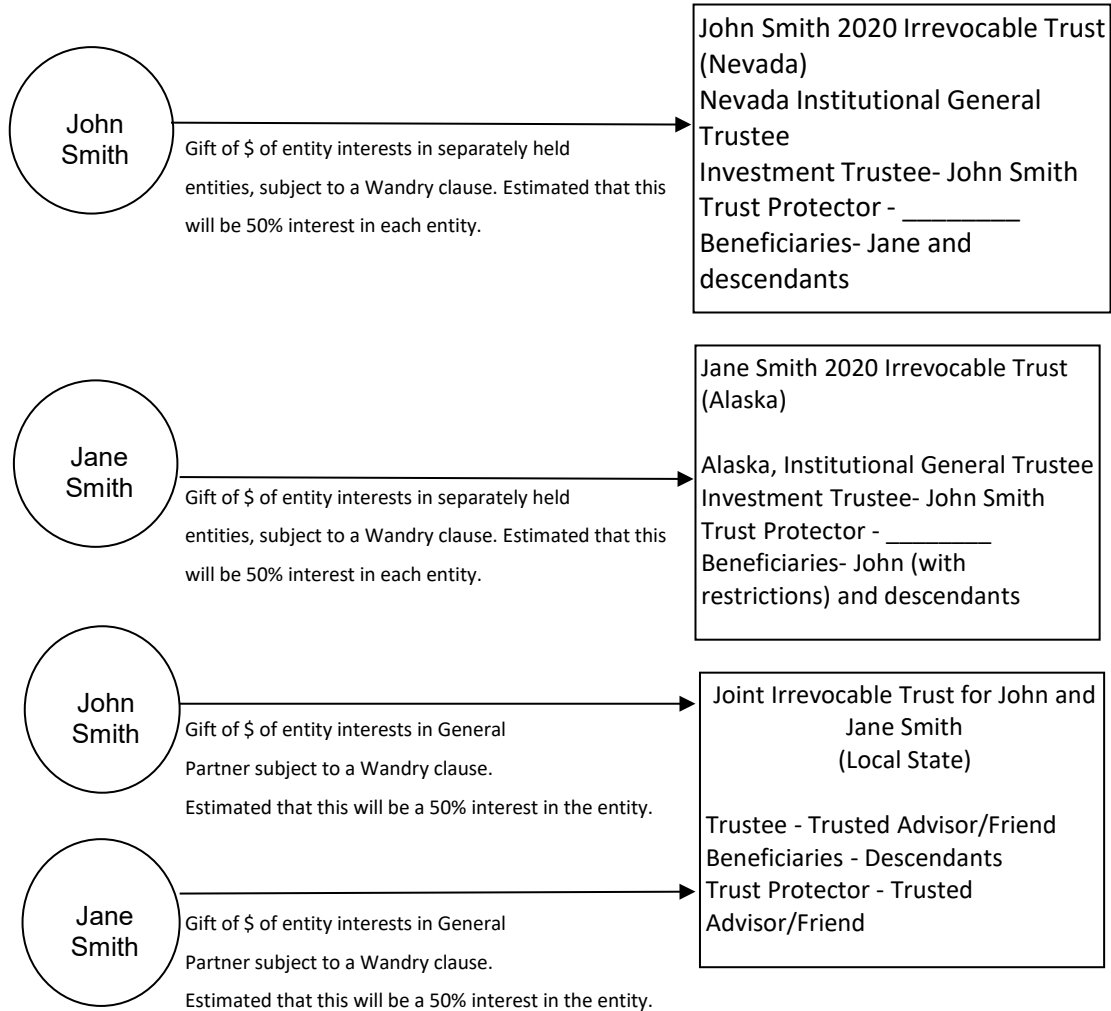 John
Smith
Gift of $ of entity interests in separately held
entities, subject to a Wandry clause. Estimated that this
will be 50% interest in each entity.
John Smith 2020 Irrevocable Trust
(Nevada)
Nevada Institutional General
Trustee
Investment Trustee- John Smith
Trust Protector - ________
Beneficiaries- Jane and
descendants
Jane
Smith
Gift of $ of entity interests in separately held
entities, subject to a Wandry clause. Estimated that this
will be 50% interest in each entity.
Jane Smith 2020 Irrevocable Trust
(Alaska)
Alaska, Institutional General Trustee
Investment Trustee- John Smith
Trust Protector - ________
Beneficiaries- John (with
restrictions) and descendants
John
Smith
Gift of $ of entity interests in General
Partner subject to a Wandry clause.
Estimated that this will be a 50% interest in the entity.
Jane
Smith
Gift of $ of entity interests in General
Partner subject to a Wandry clause.
Estimated that this will be a 50% interest in the entity.
Joint Irrevocable Trust for John and
Jane Smith
(Local State)
Trustee - Trusted Advisor/Friend
Beneficiaries - Descendants
Trust Protector - Trusted
Advisor/Friend